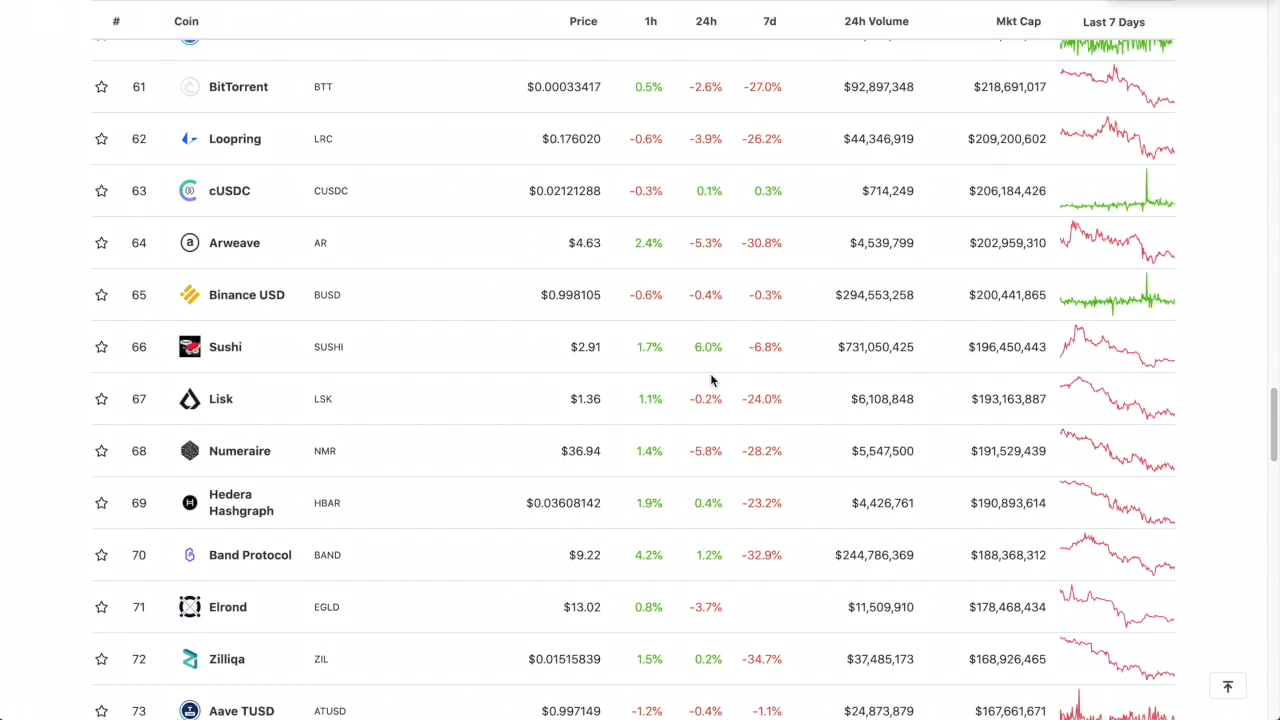 # Coin Price 1h 24h 7d 24h Volume Mkt Cap Last 7 Days
61 BitTorrent BTT $0.00033417 0.5% -2.6% -27.0% $92,897,348 $218,691,017
62 Loopring LRC $0.176020 -0.6% -3.9% -26.2% $44,346,919 $209,200,602
63 cUSDC CUSDC $0.02121288 -0.3% 0.1% 0.3% $714,249 $206,184,426
64 Arweave AR $4.63 2.4% -5.3% -30.8% $4,539,799 $202,959,310
65 Binance USD BUSD $0.998105 -0.6% -0.4% -0.3% $294,553,258 $200,441,865
66 Sushi SUSHI $2.91 1.7% 6.0% -6.8% $731,050,425 $196,450,443
67 Lisk LSK $1.36 1.1% -0.2% -24.0% $6,108,848 $193,163,887
68 Numeraire NMR $36.94 1.4% -5.8% -28.2% $5,547,500 $191,529,439
69 Hedera Hashgraph HBAR $0.03608142 1.9% 0.4% -23.2% $4,426,761 $190,893,614
70 Band Protocol BAND $9.22 4.2% 1.2% -32.9% $244,786,369 $188,368,312
71 Elrond EGLD $13.02 0.8% -3.7% $11,509,910 $178,468,434
72 Zilliqa ZIL $0.01515839 1.5% 0.2% -34.7% $37,485,173 $168,926,465
73 Aave TUSD ATUSD $0.997149 -1.2% -0.4% -1.1% $24,873,879 $167,661,671